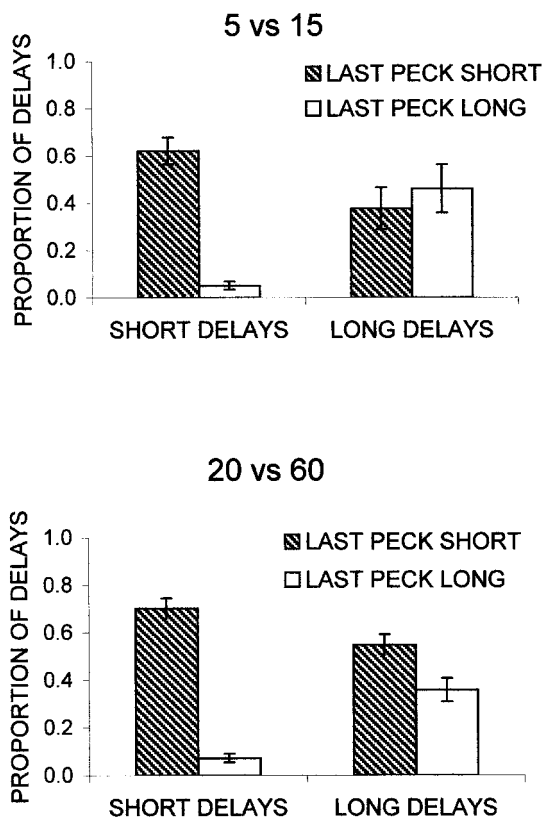 5 vs 15
PROPORTION OF DELAYS
1.0
0.8
0.6
0.4
0.2
0.0
LAST PECK SHORT
LAST PECK LONG
SHORT DELAYS
LONG DELAYS
20 vs 60
PROPORTION OF DELAYS
1.0
0.8
0.6
0.4
0.2
0.0
LAST PECK SHORT
LAST PECK LONG
SHORT DELAYS
LONG DELAYS